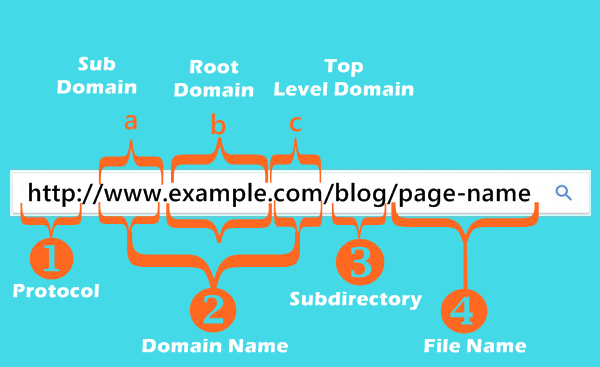 Sub
Domain
Root
Domain
Top
Level Domain
a
b
c
http://www.example.com/blog/page-name
1
Protocol
2
Domain Name
3
Subdirectory
4
File Name